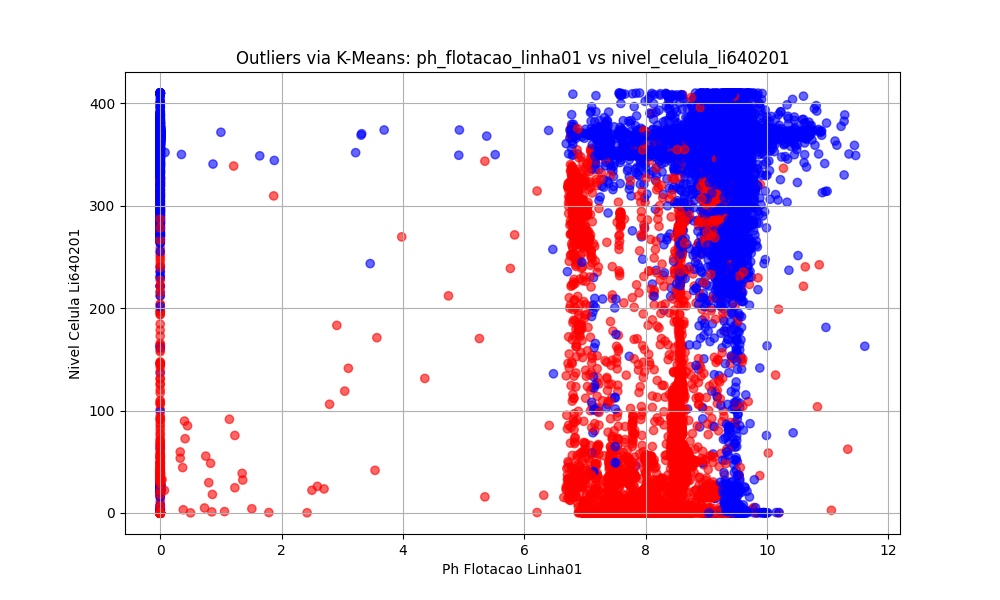 Outliers via K-Means: ph_flotacao_linha01 vs nivel_celula_li640201
400
300
200
100
0
Nivel Celula Li640201
0 2 4 6 8 10 12
Ph Flotacao Linha01